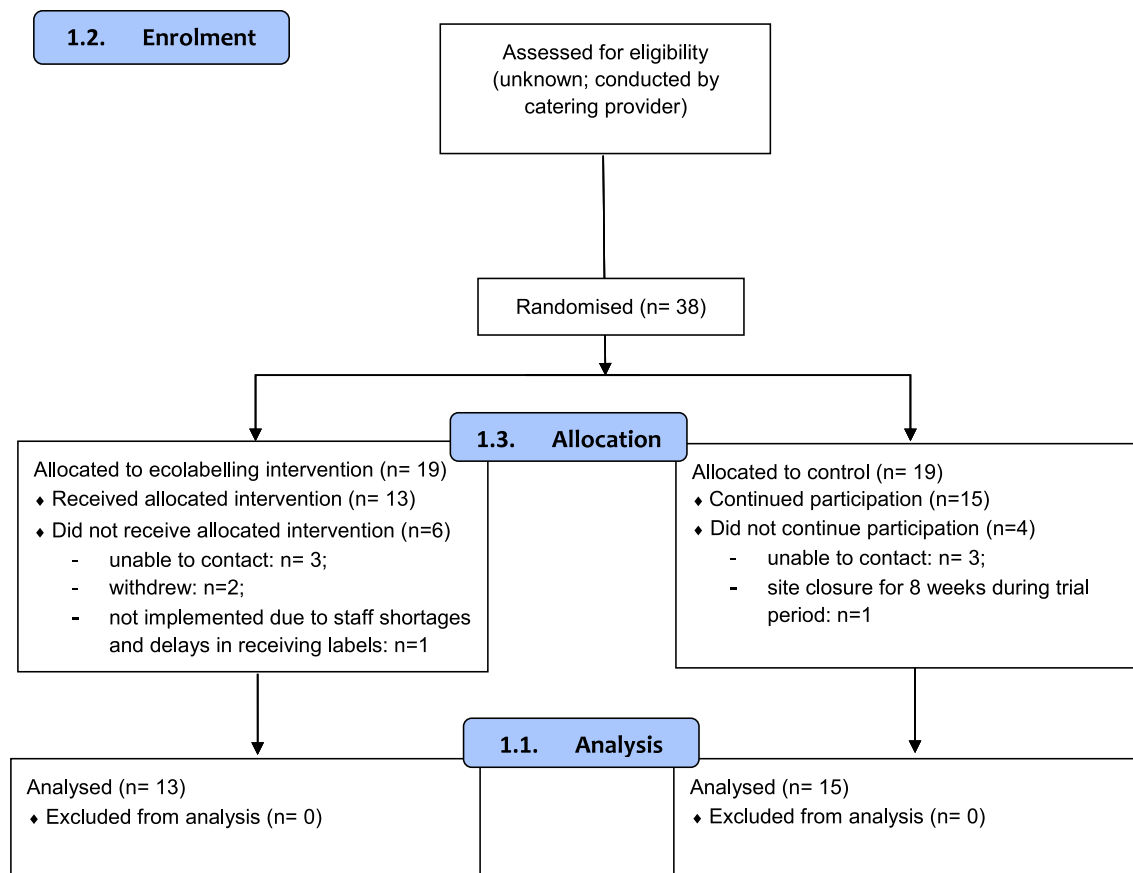 1.2. Enrolment
Assessed for eligibility
(unknown; conducted by
catering provider)
Randomised (n= 38)
1.3. Allocation
Allocated to ecolabelling intervention (n= 19)
♦ Received allocated intervention (n= 13)
♦ Did not receive allocated intervention (n=6)
- unable to contact: n= 3;
- withdrew: n=2;
- not implemented due to staff shortages
and delays in receiving labels: n=1
Allocated to control (n= 19)
♦ Continued participation (n=15)
♦ Did not continue participation (n=4)
- unable to contact: n= 3;
- site closure for 8 weeks during trial
period: n=1
1.1. Analysis
Analysed (n= 13)
♦ Excluded from analysis (n= 0)
Analysed (n= 15)
♦ Excluded from analysis (n= 0)